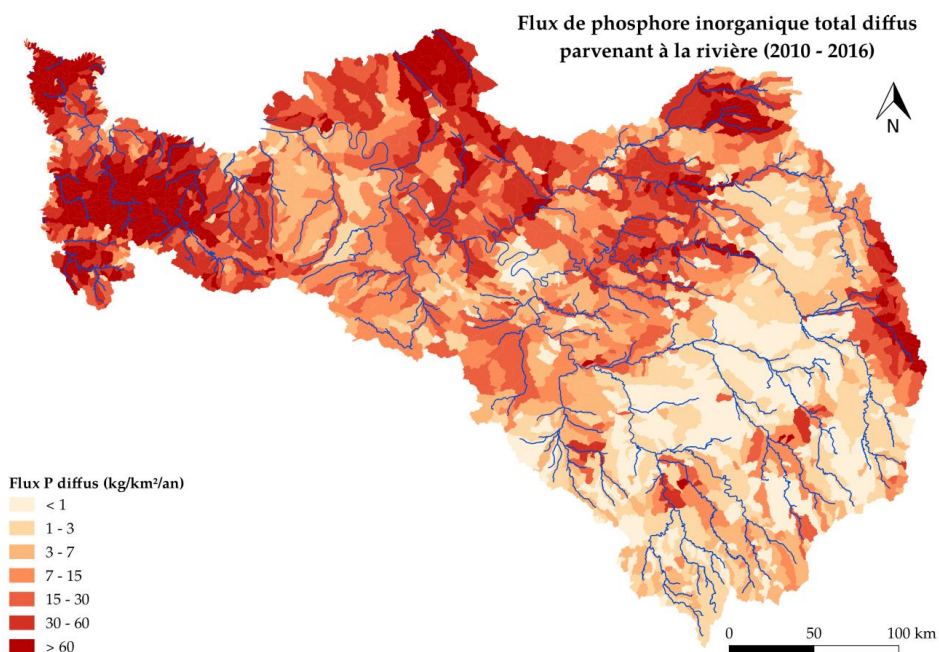 Flux de phosphore inorganique total diffus
parvenant à la rivière (2010 - 2016)
N
Flux P diffus (kg/km²/an)
< 1
1 - 3
3 - 7
7 - 15
15 - 30
30 - 60
> 60
0 50 100 km